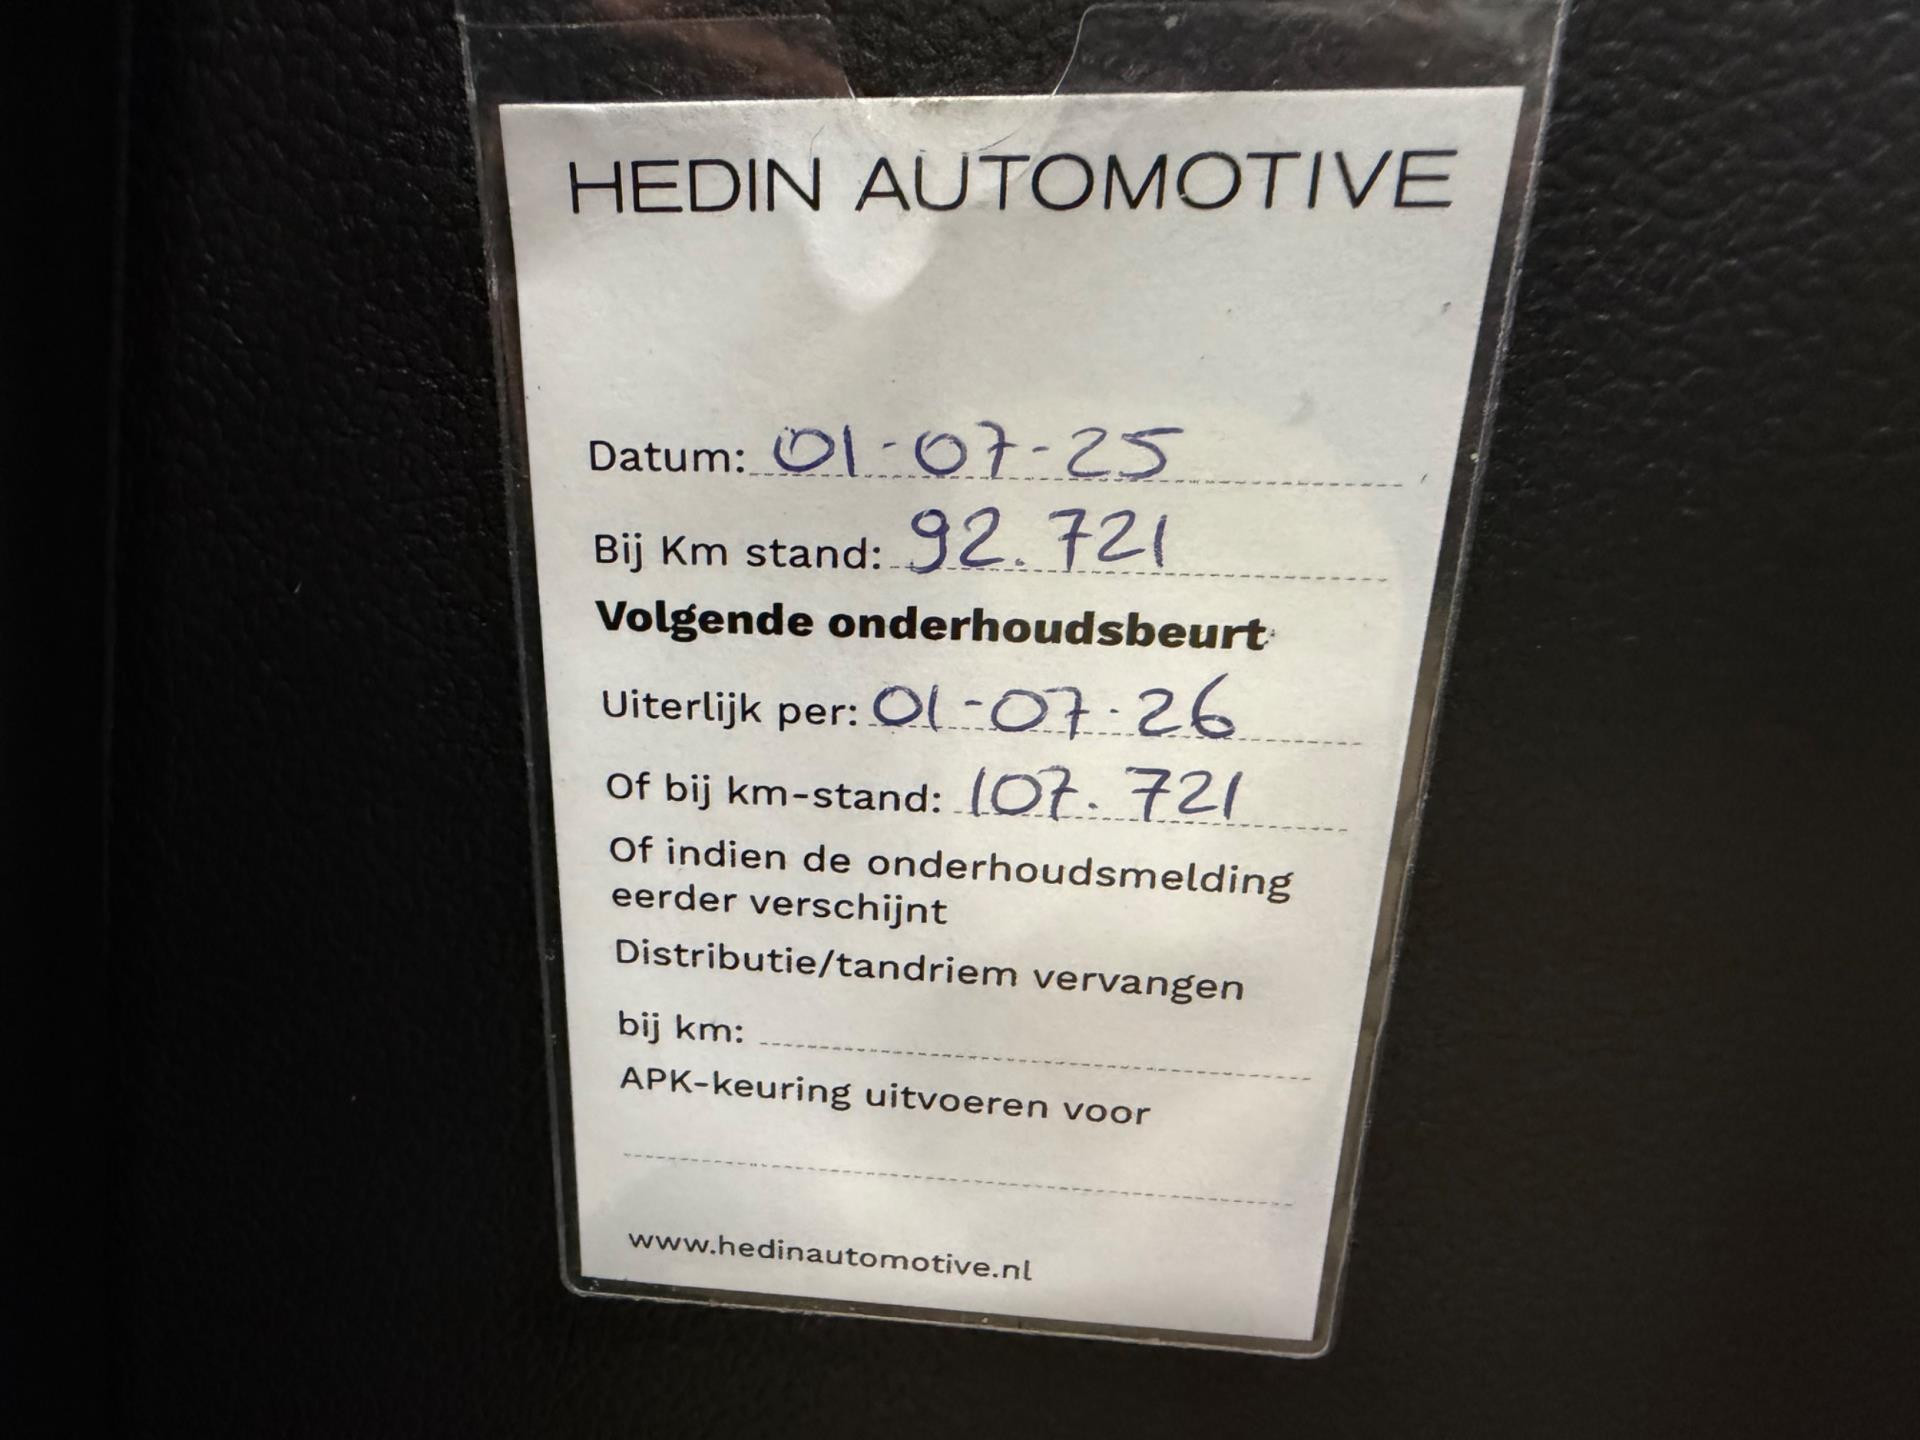 HEDIN AUTOMOTIVE
Datum: 01-07-25
Bij Km stand: 92.721
Volgende onderhoudsbeurt
Uiterlijk per: 01-07-26
Of bij km-stand: 107.721
Of indien de onderhoudsmelding
eerder verschijnt
Distributie/tandriem vervangen
bij km:
APK-keuring uitvoeren voor
www.hedinautomotive.nl